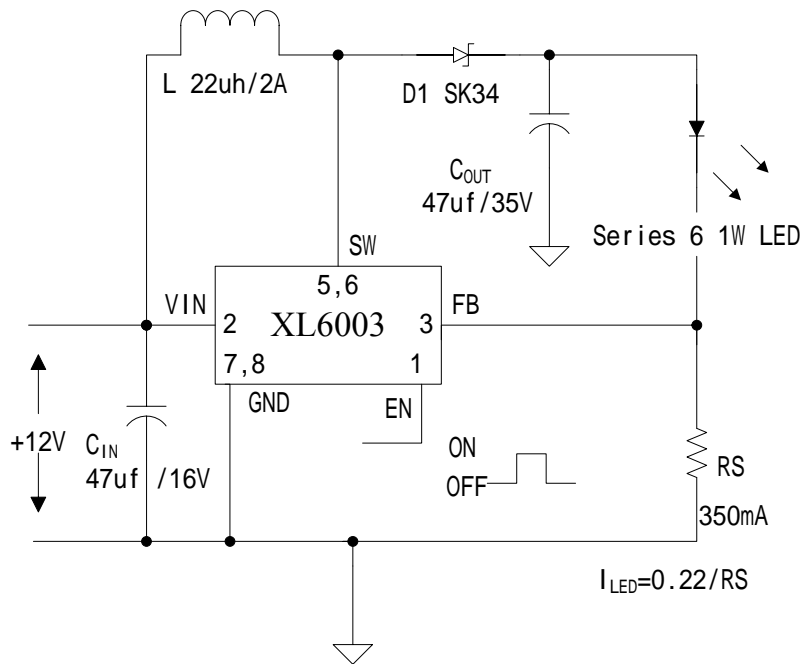 L 22uh/2A
D1 SK34
COUT
47uf/35V
Series 6 1W LED
SW
5,6
VIN
2
XL6003
3
FB
7,8
1
GND
EN
+12V
CIN
47uf /16V
ON
OFF
RS
350mA
ILED=0.22/RS